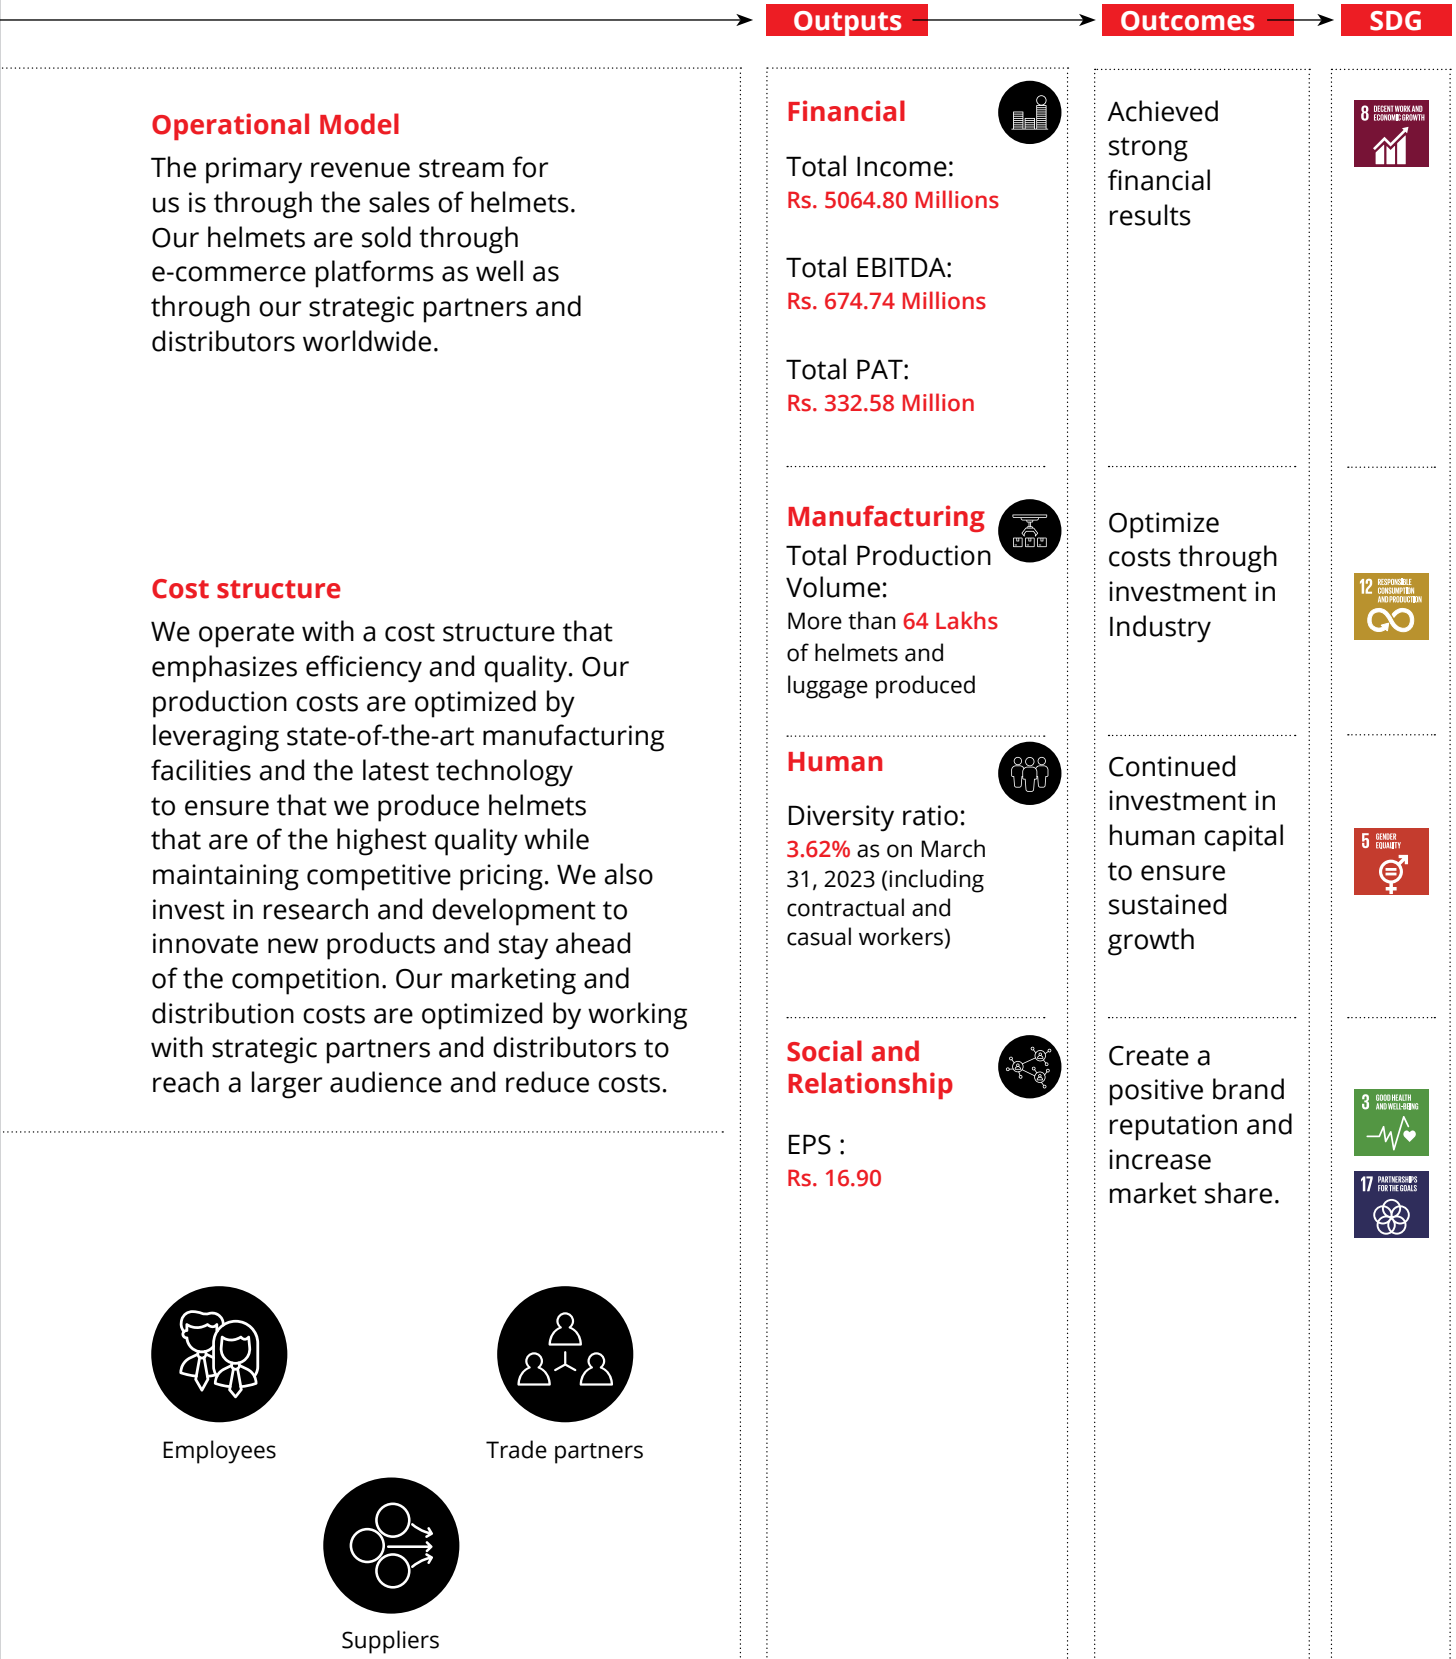 Outputs
Outcomes
SDG
Operational Model
The primary revenue stream for
us is through the sales of helmets.
Our helmets are sold through
e-commerce platforms as well as
through our strategic partners and
distributors worldwide.
Cost structure
We operate with a cost structure that
emphasizes efficiency and quality. Our
production costs are optimized by
leveraging state-of-the-art manufacturing
facilities and the latest technology
to ensure that we produce helmets
that are of the highest quality while
maintaining competitive pricing. We also
invest in research and development to
innovate new products and stay ahead
of the competition. Our marketing and
distribution costs are optimized by working
with strategic partners and distributors to
reach a larger audience and reduce costs.
Employees
Trade partners
Suppliers
Financial
Total Income:
Rs. 5064.80 Millions
Total EBITDA:
Rs. 674.74 Millions
Total PAT:
Rs. 332.58 Million
Achieved
strong
financial
results
8 DECENT WORK AND
ECONOMIC GROWTH
Manufacturing
Total Production
Volume:
More than 64 Lakhs
of helmets and
luggage produced
Optimize
costs through
investment in
Industry
12 RESPONSIBLE
CONSUMPTION
AND PRODUCTION
Human
Diversity ratio:
3.62% as on March
31, 2023 (including
contractual and
casual workers)
Continued
investment in
human capital
to ensure
sustained
growth
5 GENDER
EQUALITY
Social and
Relationship
EPS :
Rs. 16.90
Create a
positive brand
reputation and
increase
market share.
3 GOOD HEALTH
AND WELL-BEING
17 PARTNERSHIPS
FOR THE GOALS